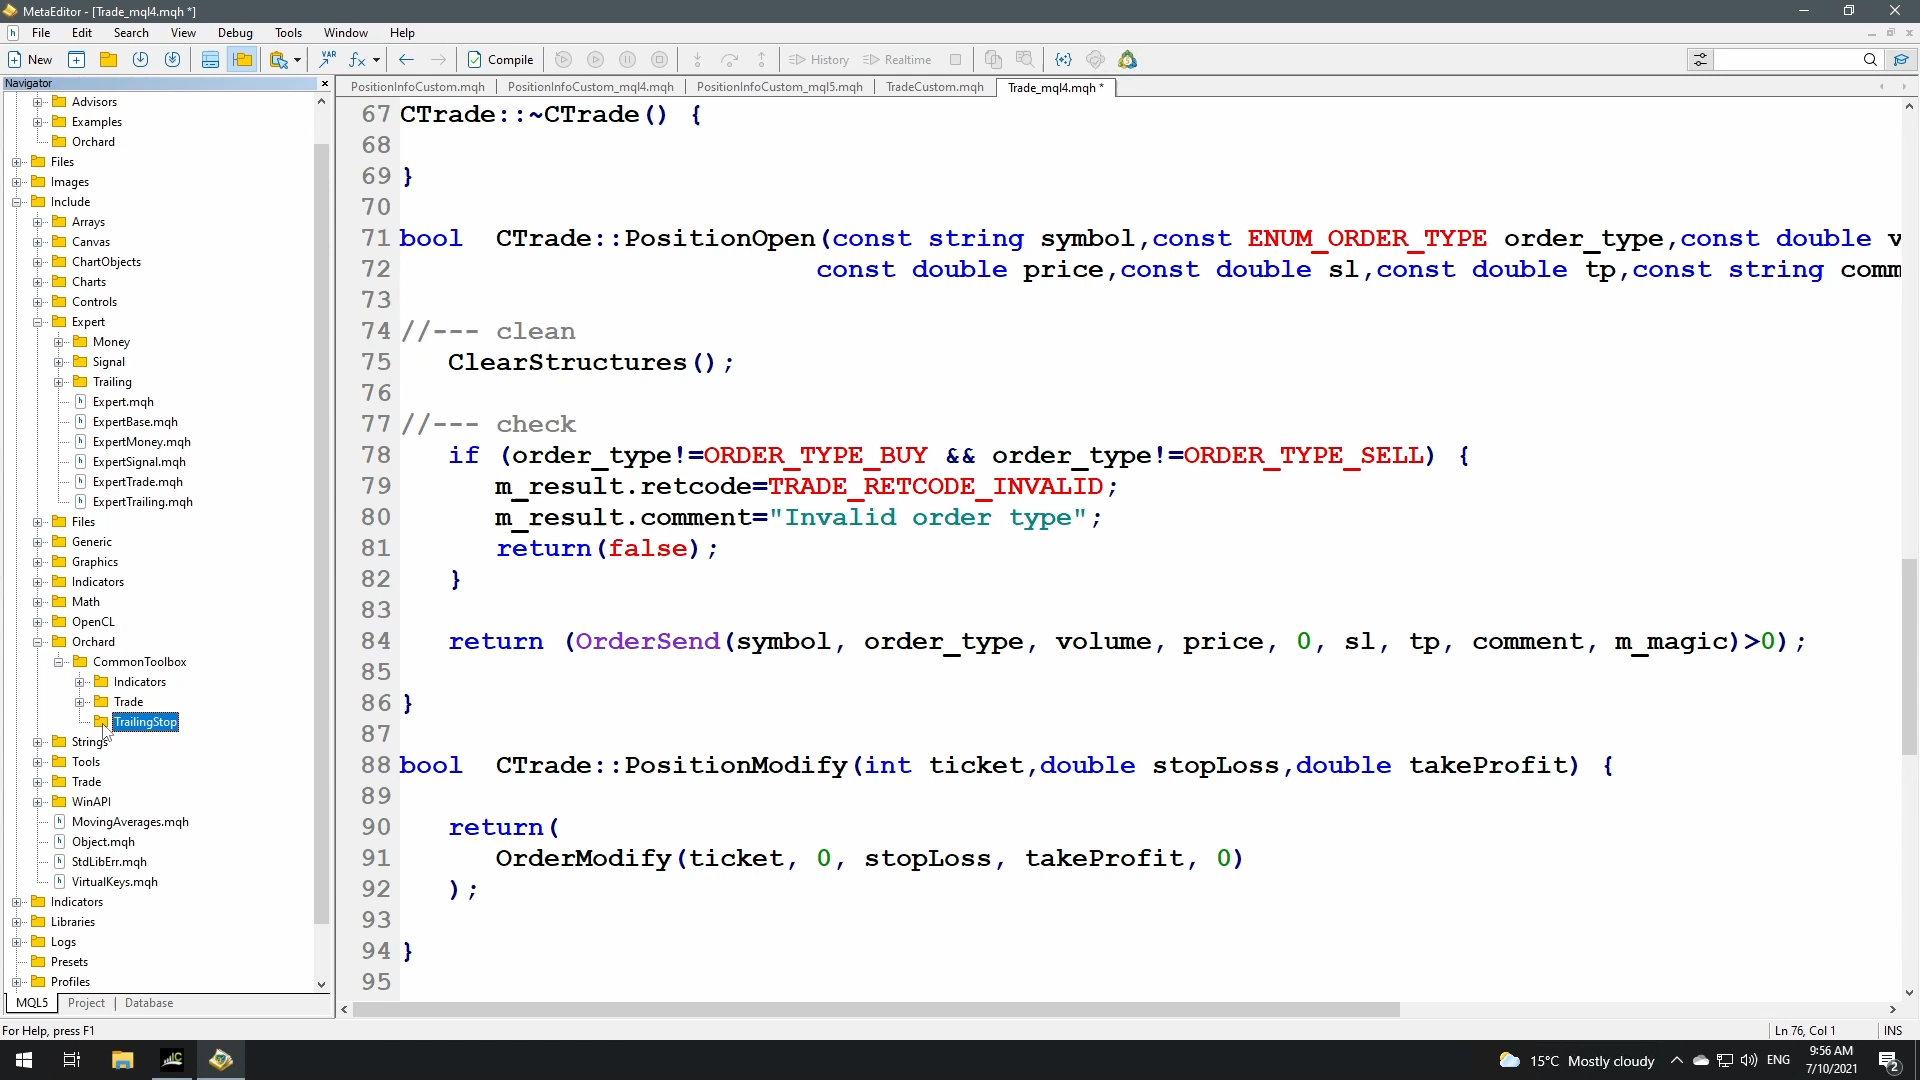 MetaEditor - [Trade_mql4.mqh *]
File Edit Search View Debug Tools Window Help
New VAR Compile History Realtime
Navigator
PositionInfoCustom.mqh PositionInfoCustom_mql4.mqh PositionInfoCustom_mql5.mqh TradeCustom.mqh Trade_mql4.mqh *
Advisors
Examples
Orchard
Files
Images
Include
Arrays
Canvas
ChartObjects
Charts
Controls
Expert
Money
Signal
Trailing
Expert.mqh
ExpertBase.mqh
ExpertMoney.mqh
ExpertSignal.mqh
ExpertTrade.mqh
ExpertTrailing.mqh
Files
Generic
Graphics
Indicators
Math
OpenCL
Orchard
CommonToolbox
Indicators
Trade
TrailingStop
Strings
Tools
Trade
WinAPI
MovingAverages.mqh
Object.mqh
StdLibErr.mqh
VirtualKeys.mqh
Indicators
Libraries
Logs
Presets
Profiles
MQL5 Project Database
67 CTrade::~CTrade() {
68
69 }
70
71 bool CTrade::PositionOpen(const string symbol,const ENUM_ORDER_TYPE order_type,const double v
72 const double price,const double sl,const double tp,const string comm
73
74 //--- clean
75 ClearStructures();
76
77 //--- check
78 if (order_type!=ORDER_TYPE_BUY && order_type!=ORDER_TYPE_SELL) {
79 m_result.retcode=TRADE_RETCODE_INVALID;
80 m_result.comment="Invalid order type";
81 return(false);
82 }
83
84 return (OrderSend(symbol, order_type, volume, price, 0, sl, tp, comment, m_magic)>0);
85
86 }
87
88 bool CTrade::PositionModify(int ticket,double stopLoss,double takeProfit) {
89
90 return(
91 OrderModify(ticket, 0, stopLoss, takeProfit, 0)
92 );
93
94 }
95
For Help, press F1 Ln 76, Col 1 INS
15°C Mostly cloudy ENG 9:56 AM
7/10/2021 2